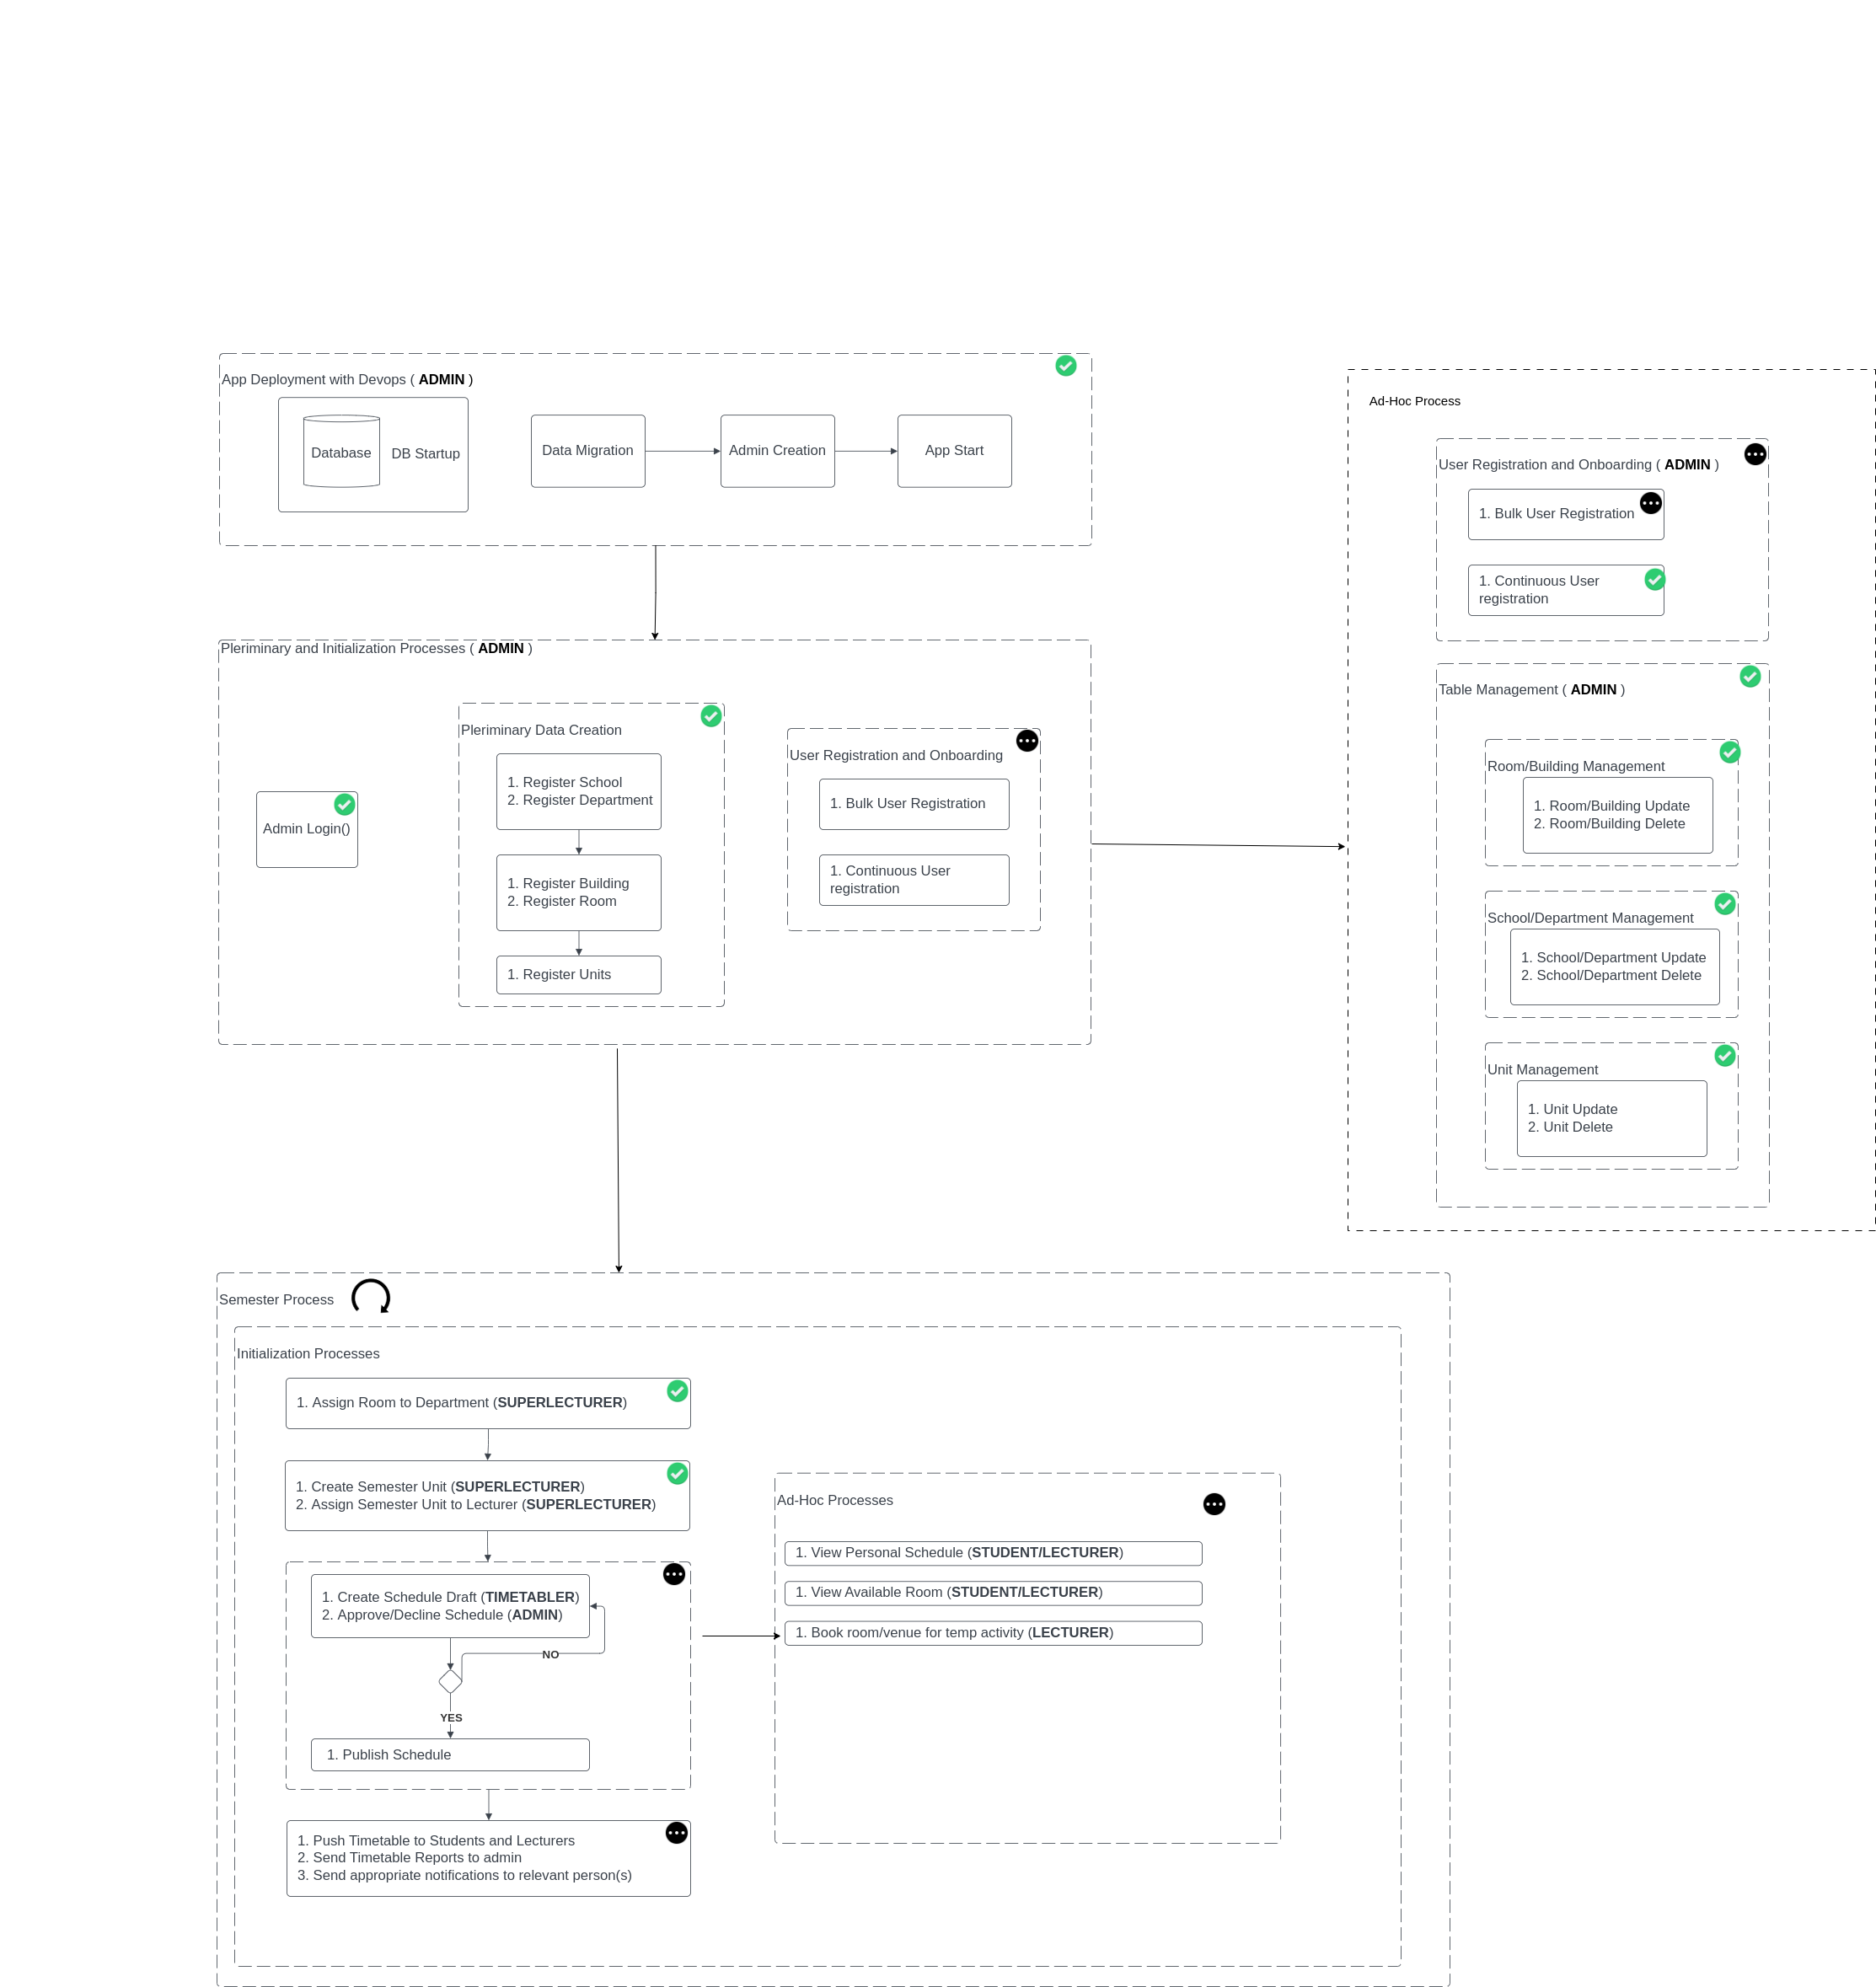 App Deployment with Devops ( ADMIN )
Database
DB Startup
Data Migration
Admin Creation
App Start
Pleriminary and Initialization Processes ( ADMIN )
Admin Login()
Pleriminary Data Creation
1. Register School
2. Register Department
1. Register Building
2. Register Room
1. Register Units
User Registration and Onboarding
1. Bulk User Registration
1. Continuous User
registration
Ad-Hoc Process
User Registration and Onboarding ( ADMIN )
1. Bulk User Registration
1. Continuous User
registration
Table Management ( ADMIN )
Room/Building Management
1. Room/Building Update
2. Room/Building Delete
School/Department Management
1. School/Department Update
2. School/Department Delete
Unit Management
1. Unit Update
2. Unit Delete
Semester Process
Initialization Processes
1. Assign Room to Department (SUPERLECTURER)
1. Create Semester Unit (SUPERLECTURER)
2. Assign Semester Unit to Lecturer (SUPERLECTURER)
1. Create Schedule Draft (TIMETABLER)
2. Approve/Decline Schedule (ADMIN)
NO
YES
1. Publish Schedule
1. Push Timetable to Students and Lecturers
2. Send Timetable Reports to admin
3. Send appropriate notifications to relevant person(s)
Ad-Hoc Processes
1. View Personal Schedule (STUDENT/LECTURER)
1. View Available Room (STUDENT/LECTURER)
1. Book room/venue for temp activity (LECTURER)